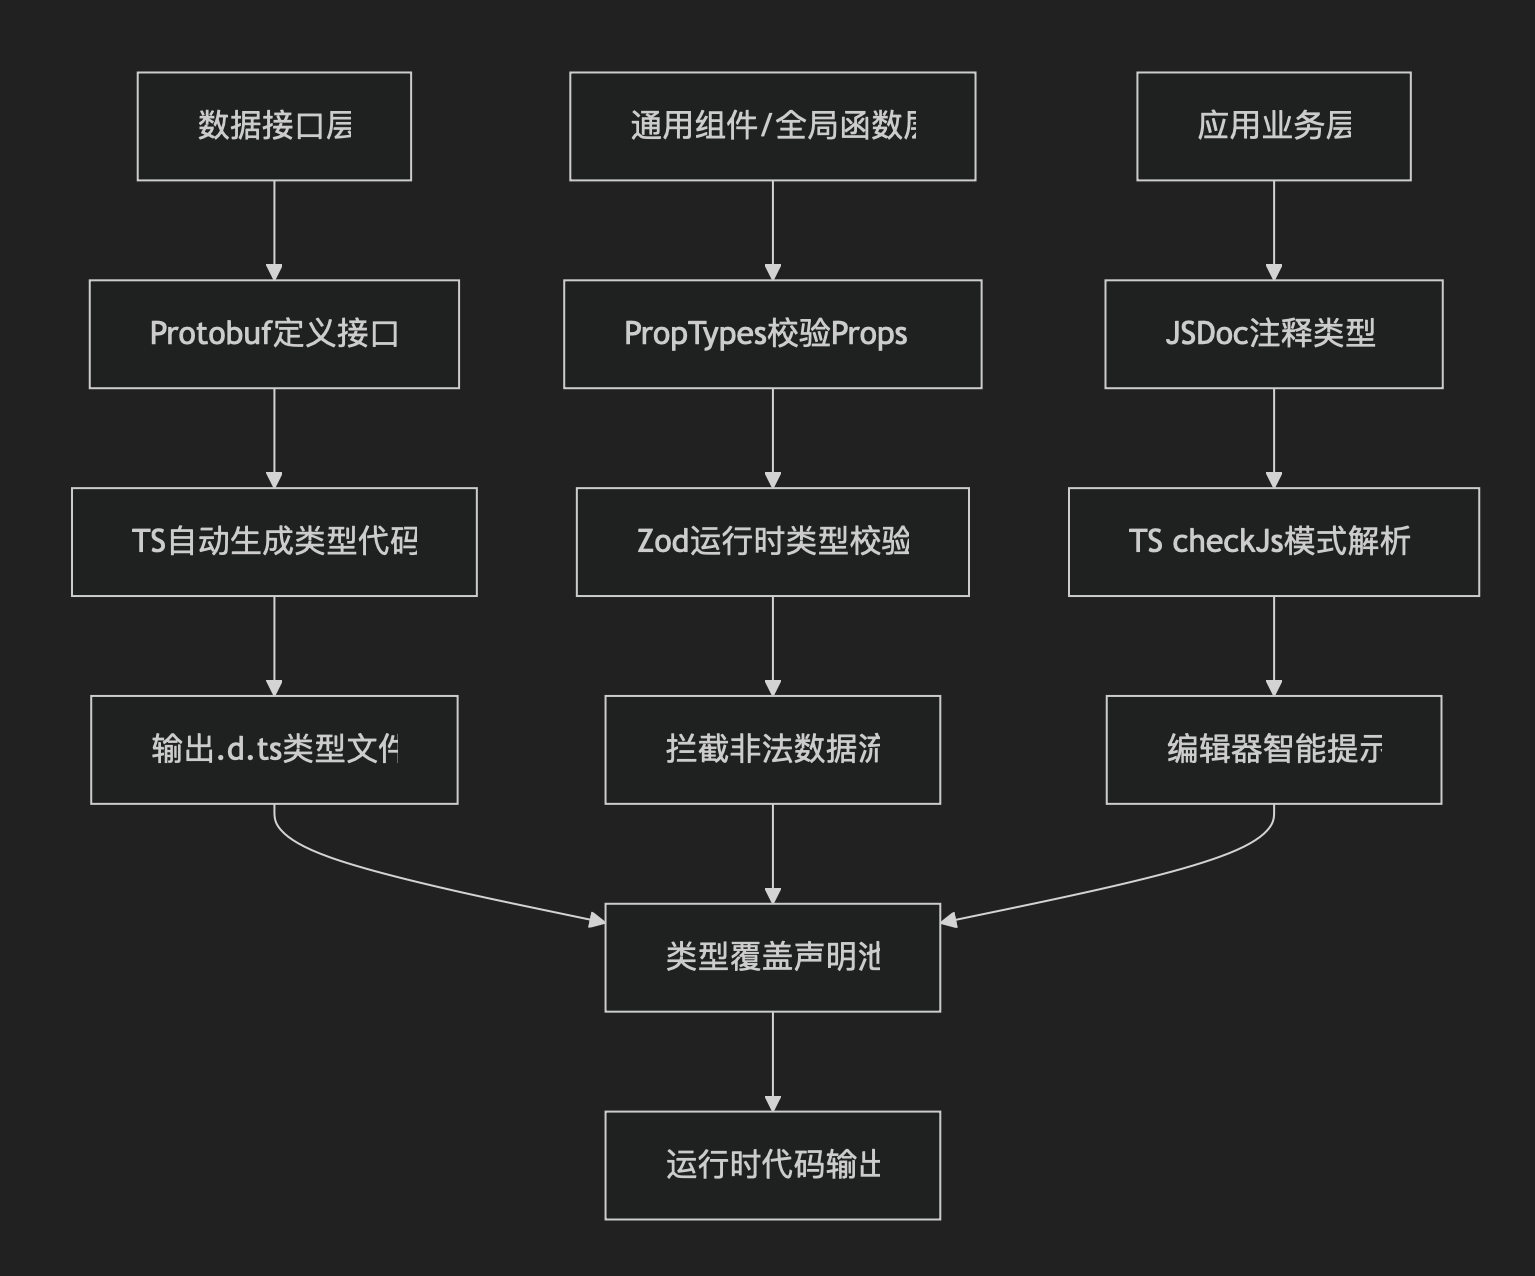 数据接口层
通用组件/全局函数层
应用业务层
Protobuf定义接口
PropTypes校验Props
JSDoc注释类型
TS自动生成类型代码
Zod运行时类型校验
TS checkJs模式解析
输出.d.ts类型文件
拦截非法数据流
编辑器智能提示
类型覆盖声明池
运行时代码输出